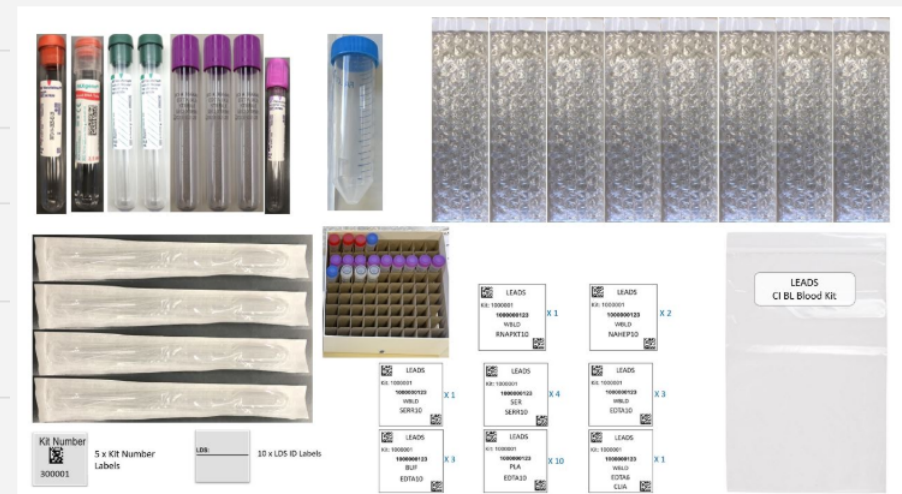 LEADS
CI BL Blood Kit
LEADS
Kit: 1000001
1000000123
WBLD
RNAPXT10
X 1
LEADS
Kit: 1000001
1000000123
WBLD
NAHEP10
X 2
LEADS
Kit: 1000001
1000000123
WBLD
SERR10
X 1
LEADS
Kit: 1000001
1000000123
SER
SERR10
X 4
LEADS
Kit: 1000001
1000000123
WBLD
EDTA10
X 3
LEADS
Kit: 1000001
1000000123
BUF
EDTA10
X 3
LEADS
Kit: 1000001
1000000123
PLA
EDTA10
X 10
LEADS
Kit: 1000001
1000000123
WBLD
EDTA6
CLIA
X 1
Kit Number
300001
5 x Kit Number
Labels
LDS:
10 x LDS ID Labels